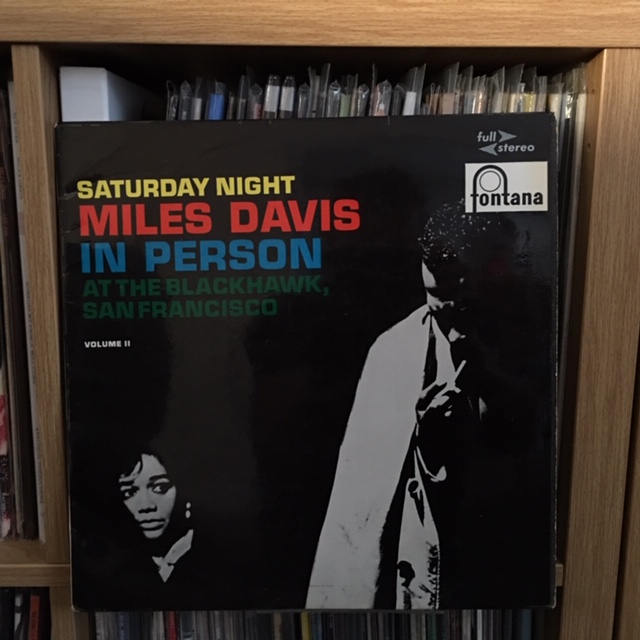 full
stereo
fontana
SATURDAY NIGHT
MILES DAVIS
IN PERSON
AT THE BLACKHAWK,
SAN FRANCISCO
VOLUME II